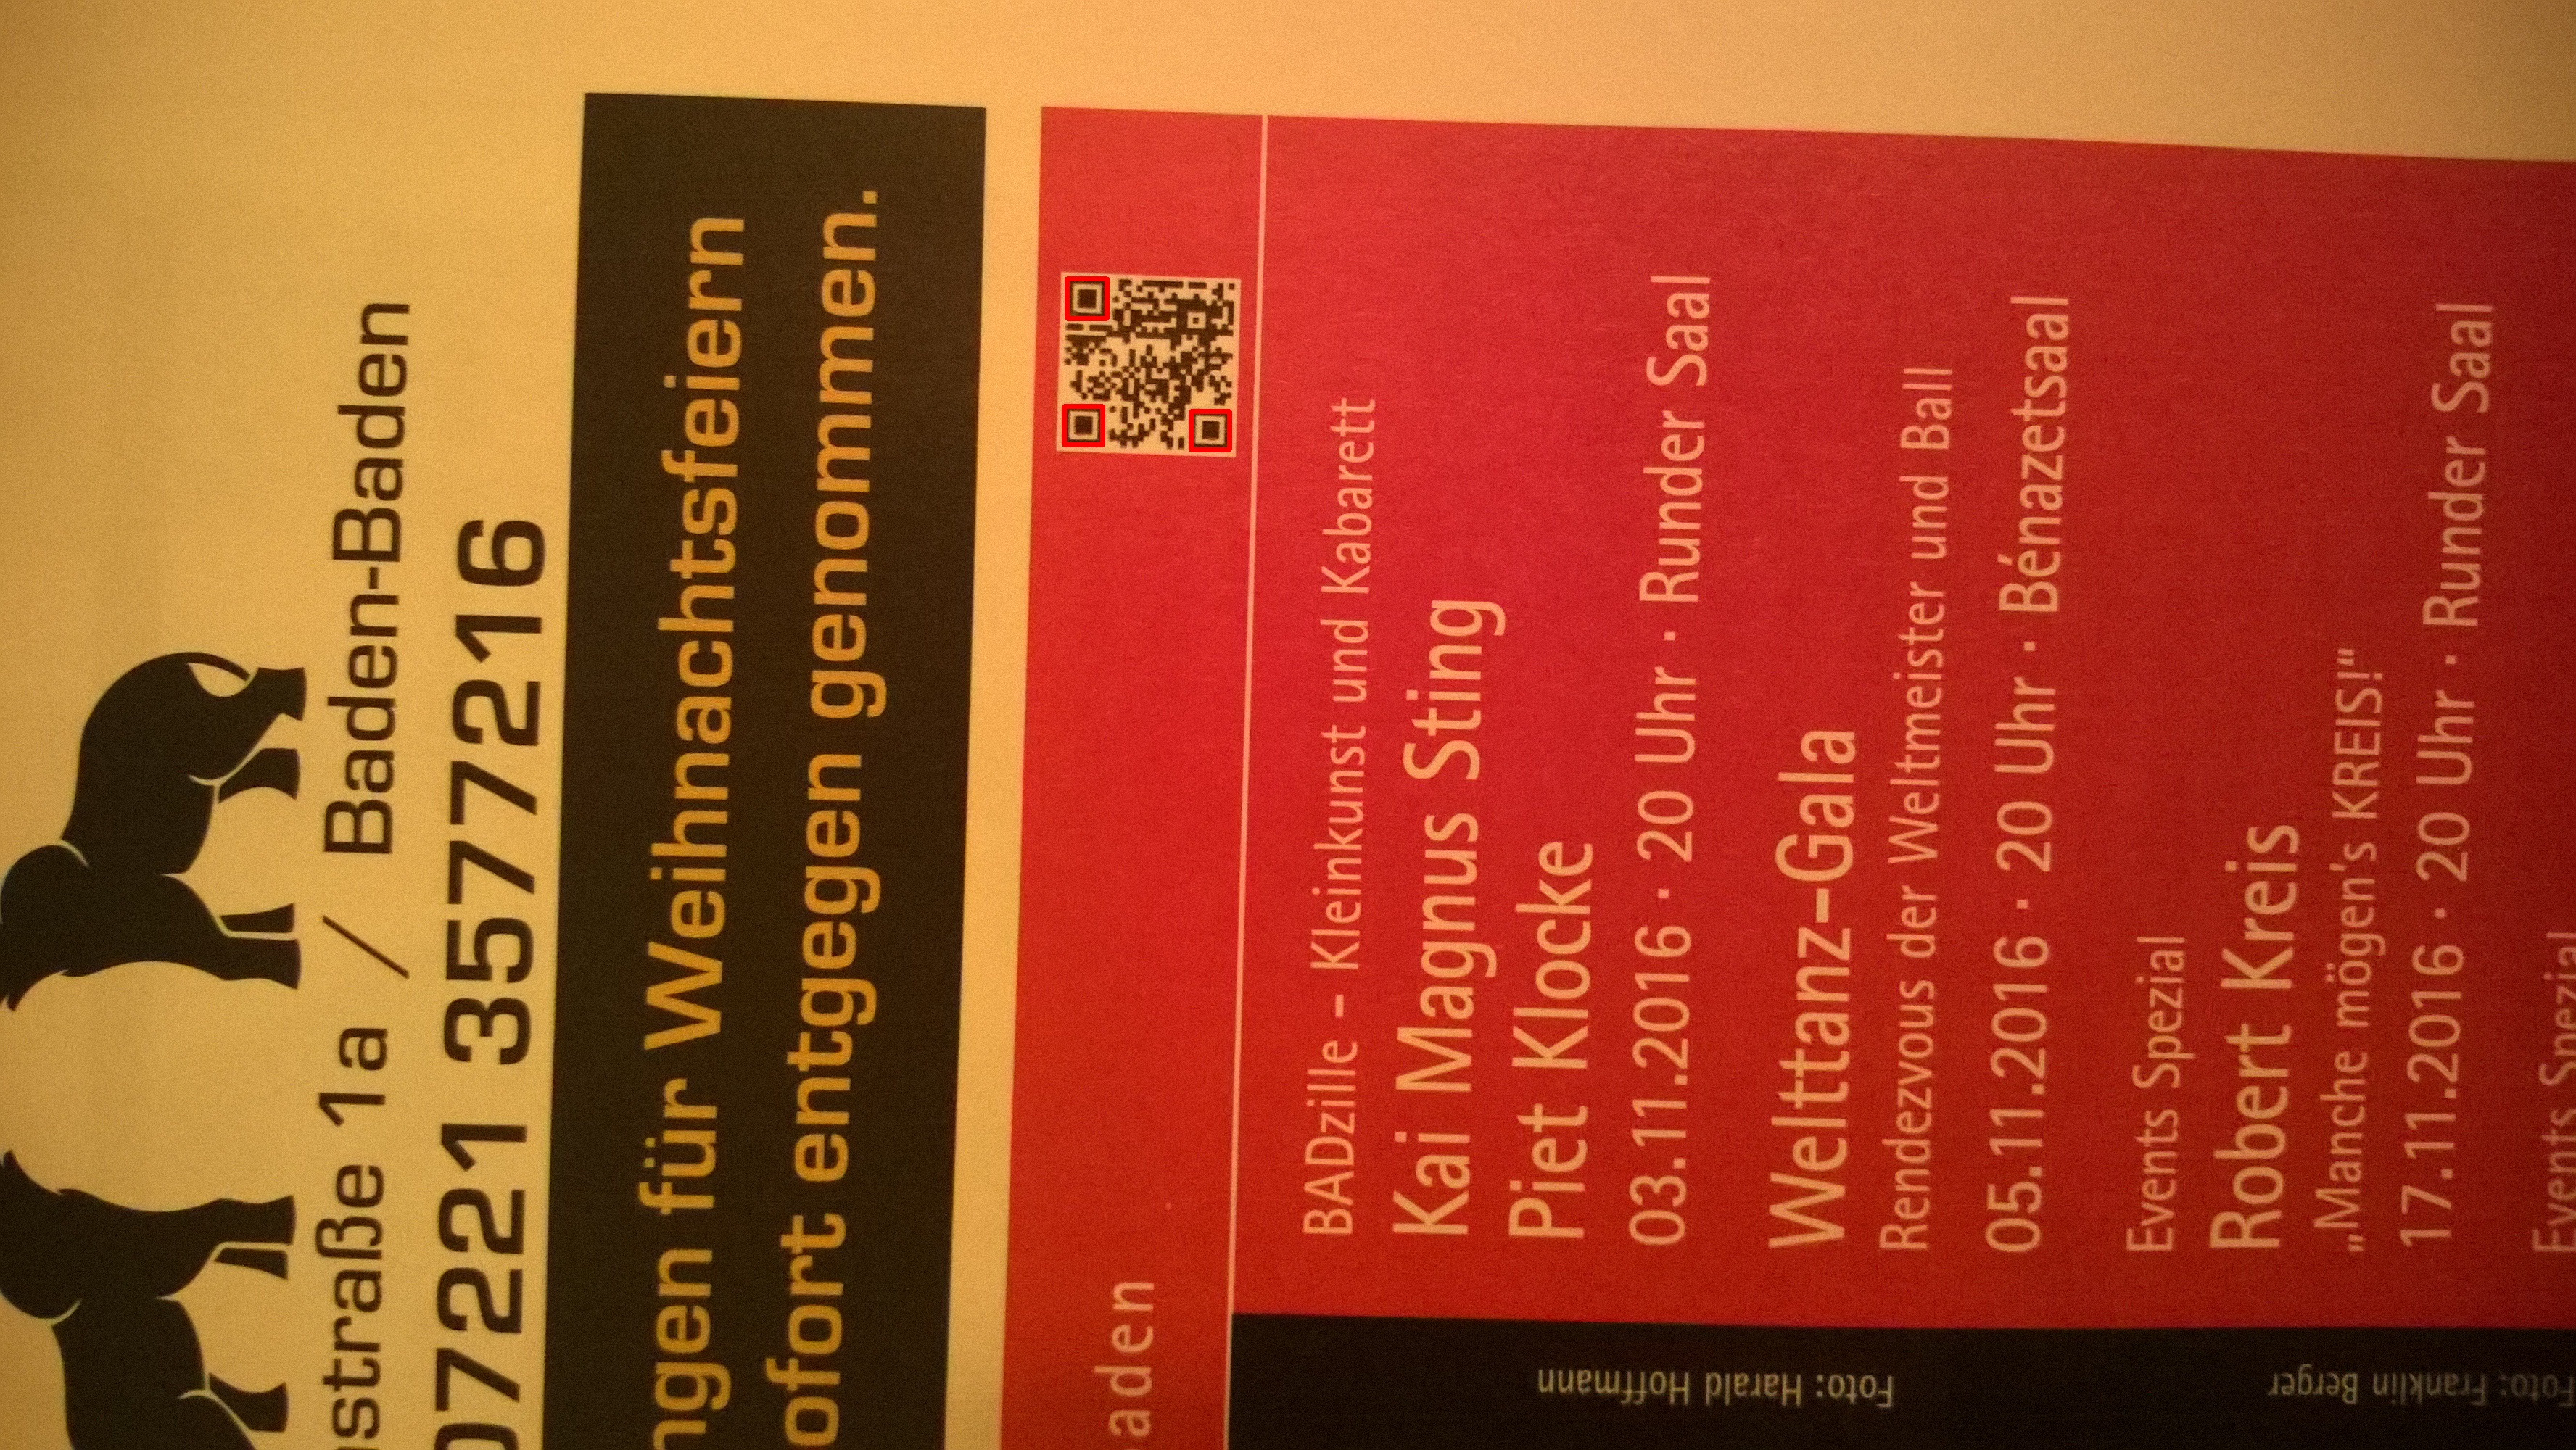 straße 1a / Baden-Baden
07221 3577216
ngen für Weihnachtsfeiern
ofort entgegen genommen.
aden
BADzille – Kleinkunst und Kabarett
Kai Magnus Sting
Piet Klocke
03.11.2016 · 20 Uhr · Runder Saal
Welttanz-Gala
Rendezvous der Weltmeister und Ball
05.11.2016 · 20 Uhr · Bénazetsaal
Events Spezial
Robert Kreis
„Manche mögen's KREIS!“
17.11.2016 · 20 Uhr · Runder Saal
Events Spezial
Foto: Harald Hoffmann
Foto: Franklin Berger